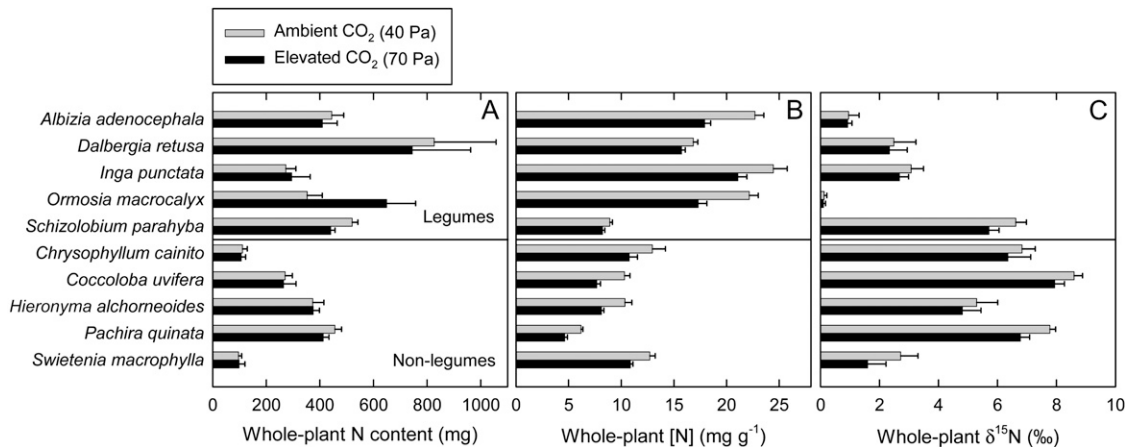 Ambient CO₂ (40 Pa)
Elevated CO₂ (70 Pa)
A
B
C
Albizia adenocephala
Dalbergia retusa
Inga punctata
Ormosia macrocalyx
Legumes
Schizolobium parahyba
Chrysophyllum cainito
Coccoloba uvifera
Hieronyma alchorneoides
Pachira quinata
Swietenia macrophylla
Non-legumes
0 200 400 600 800 1000
0 5 10 15 20 25
0 2 4 6 8 10
Whole-plant N content (mg)
Whole-plant [N] (mg g⁻¹)
Whole-plant δ¹⁵N (‰)